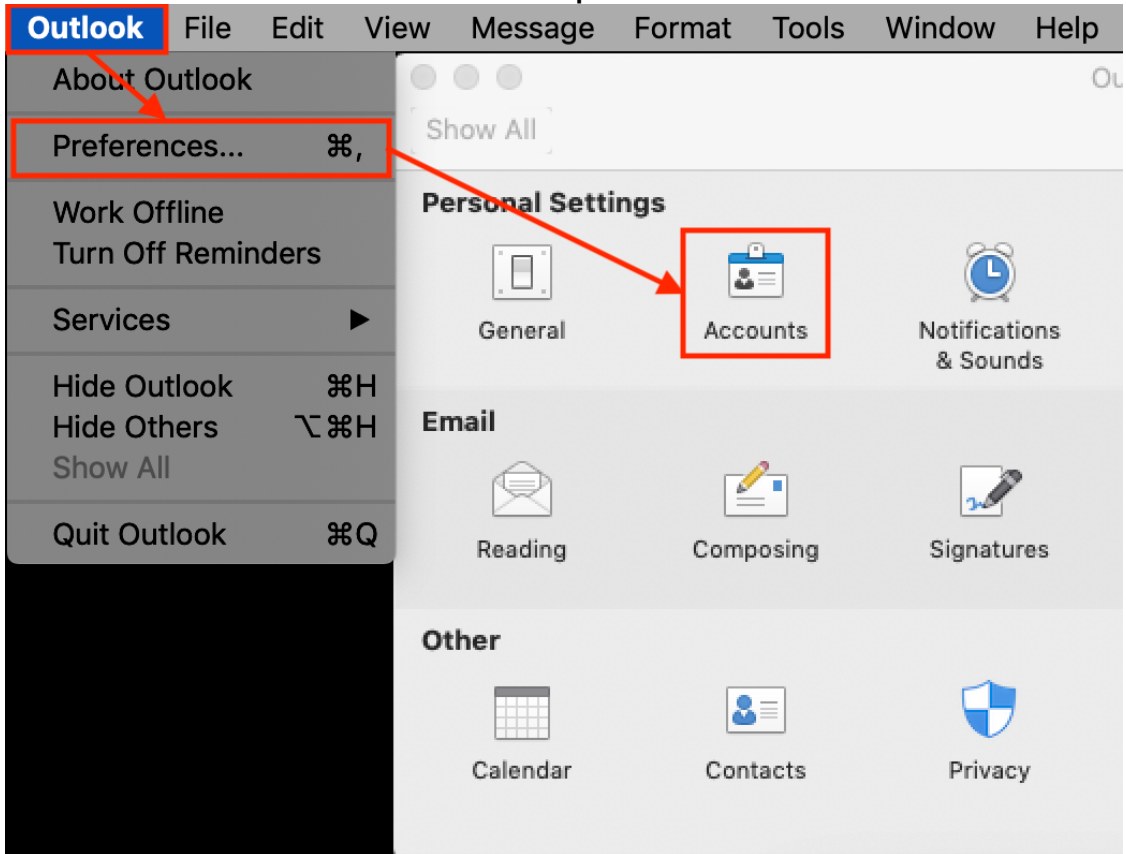 Outlook File Edit View Message Format Tools Window Help
About Outlook
Preferences... ⌘,
Work Offline
Turn Off Reminders
Services ▶
Hide Outlook ⌘H
Hide Others ⌥⌘H
Show All
Quit Outlook ⌘Q
Show All
Personal Settings
General
Accounts
Notifications
& Sounds
Email
Reading
Composing
Signatures
Other
Calendar
Contacts
Privacy